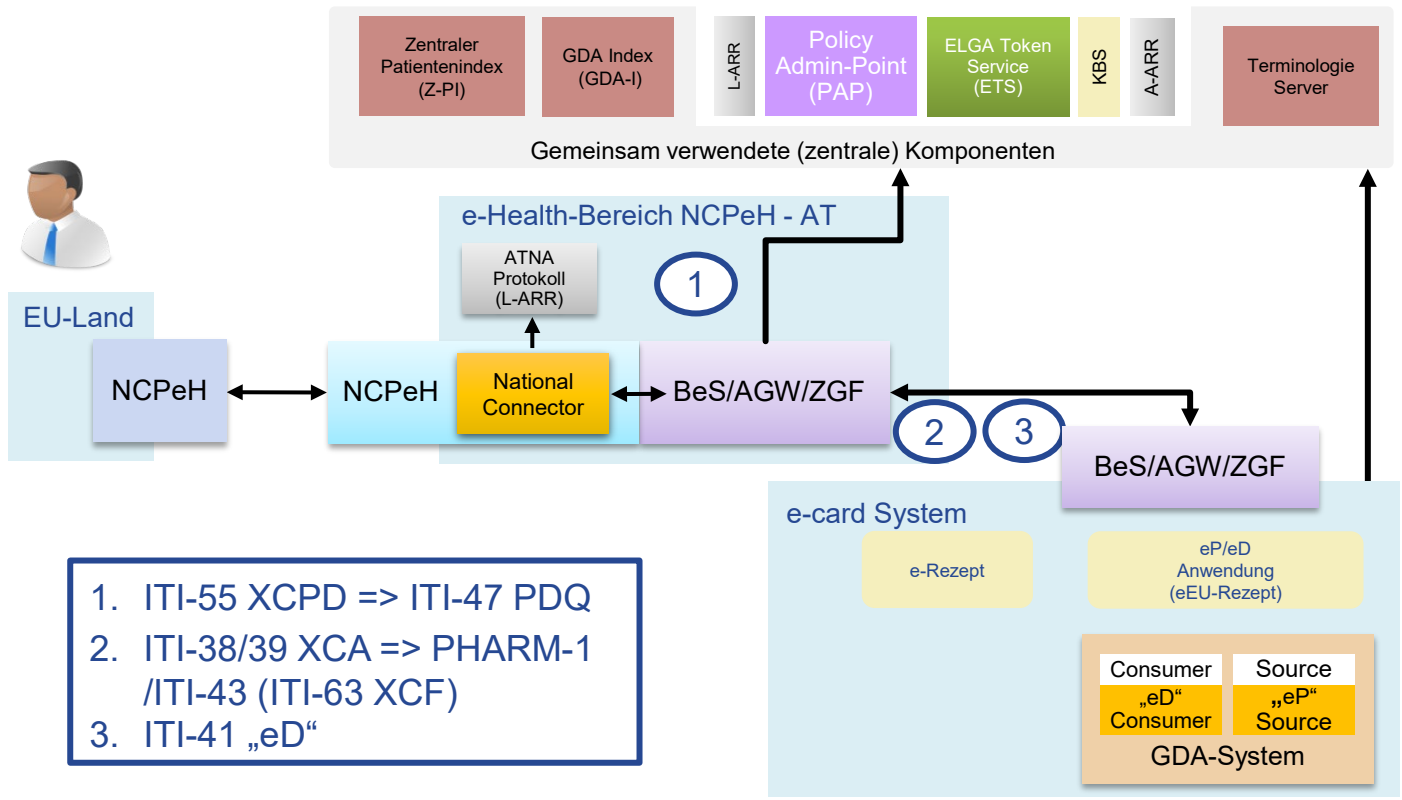 Zentraler
Patientenindex
(Z-PI)
GDA Index
(GDA-I)
L-ARR
Policy
Admin-Point
(PAP)
ELGA Token
Service
(ETS)
KBS
A-ARR
Terminologie
Server
Gemeinsam verwendete (zentrale) Komponenten
e-Health-Bereich NCPeH - AT
ATNA
Protokoll
(L-ARR)
1
EU-Land
NCPeH
NCPeH
National
Connector
BeS/AGW/ZGF
2
3
BeS/AGW/ZGF
e-card System
e-Rezept
eP/eD
Anwendung
(eEU-Rezept)
Consumer
„eD“
Consumer
Source
„eP“
Source
GDA-System
1. ITI-55 XCPD => ITI-47 PDQ
2. ITI-38/39 XCA => PHARM-1
/ITI-43 (ITI-63 XCF)
3. ITI-41 „eD“